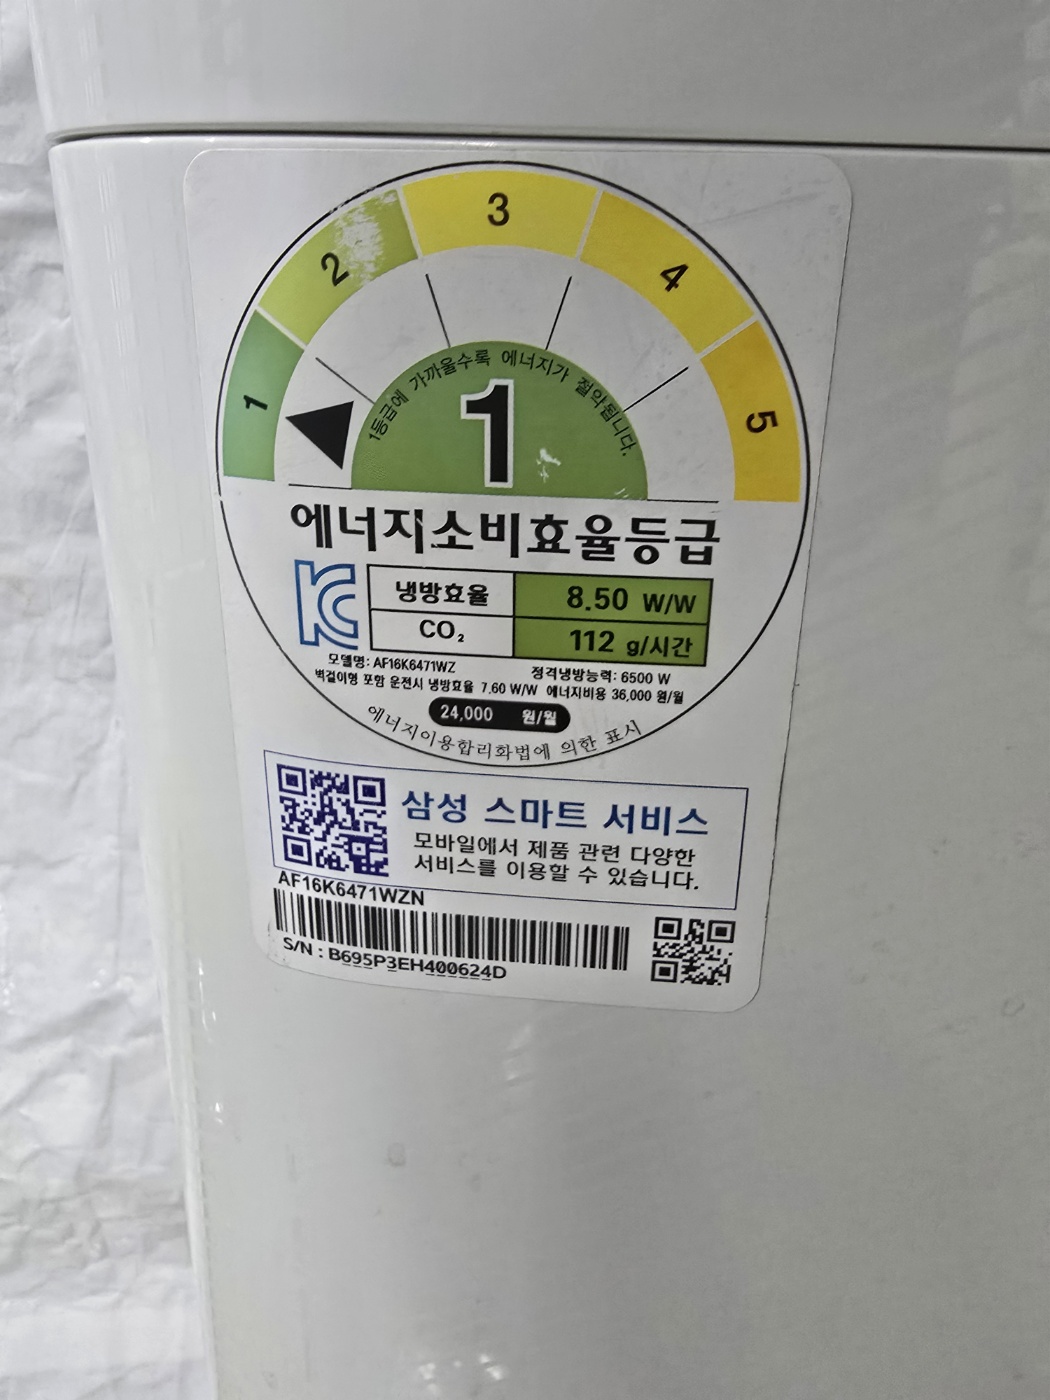 1
2
3
4
5
1등급에 가까울수록 에너지가 절약됩니다.
1
에너지소비효율등급
냉방효율 8.50 W/W
CO₂ 112 g/시간
모델명: AF16K6471WZ 정격냉방능력: 6500 W
벽걸이형 포함 운전시 냉방효율 7.60 W/W 에너지비용 36,000 원/월
24,000 원/월
에너지이용합리화법에 의한 표시
삼성 스마트 서비스
모바일에서 제품 관련 다양한
서비스를 이용할 수 있습니다.
AF16K6471WZN
S/N : B695P3EH400624D